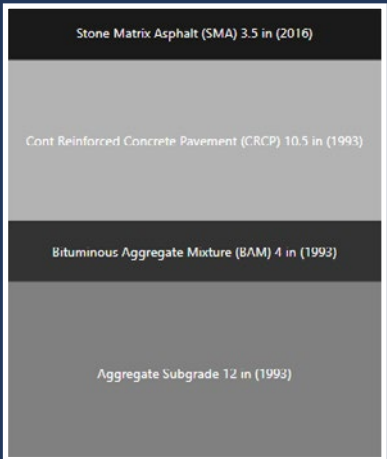 Stone Matrix Asphalt (SMA) 3.5 in (2016)
Cont Reinforced Concrete Pavement (CRCP) 10.5 in (1993)
Bituminous Aggregate Mixture (BAM) 4 in (1993)
Aggregate Subgrade 12 in (1993)